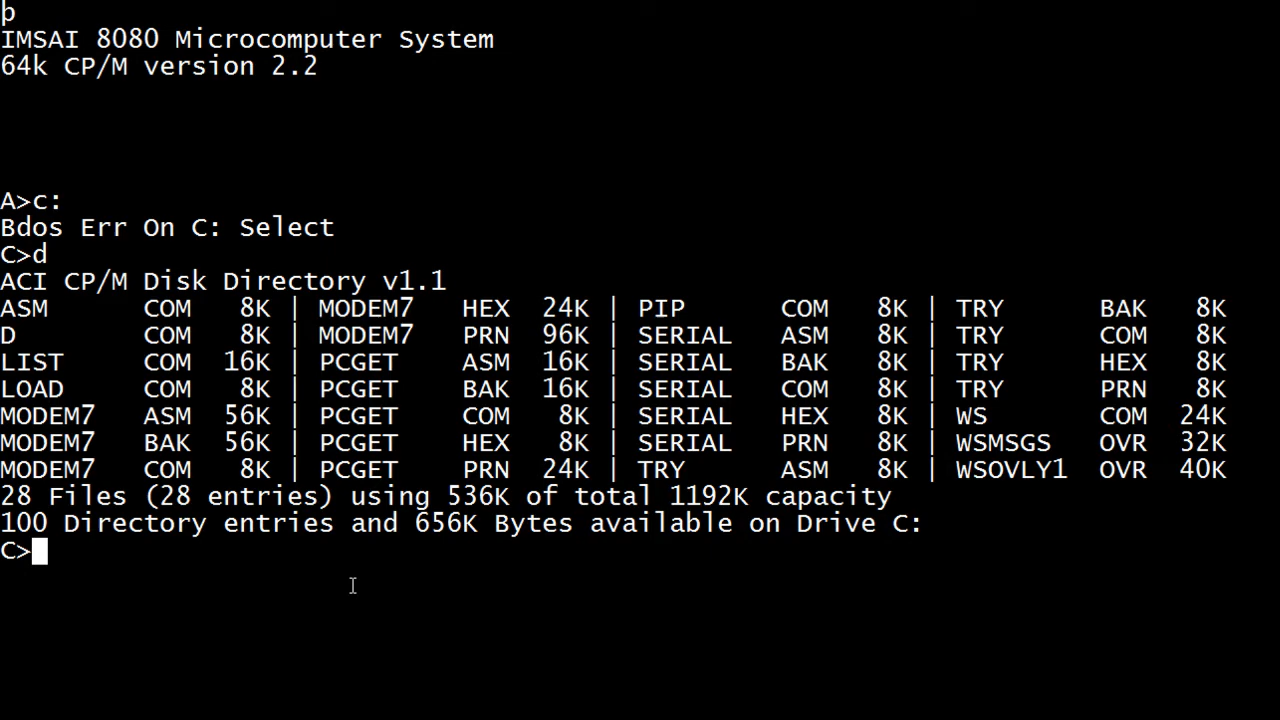 þ
IMSAI 8080 Microcomputer System
64k CP/M version 2.2
A>c:
Bdos Err On C: Select
C>d
ACI CP/M Disk Directory v1.1
ASM      COM   8K | MODEM7   HEX  24K | PIP      COM   8K | TRY      BAK   8K
D        COM   8K | MODEM7   PRN  96K | SERIAL   ASM   8K | TRY      COM   8K
LIST     COM  16K | PCGET    ASM  16K | SERIAL   BAK   8K | TRY      HEX   8K
LOAD     COM   8K | PCGET    BAK  16K | SERIAL   COM   8K | TRY      PRN   8K
MODEM7   ASM  56K | PCGET    COM   8K | SERIAL   HEX   8K | WS       COM  24K
MODEM7   BAK  56K | PCGET    HEX   8K | SERIAL   PRN   8K | WSMSGS   OVR  32K
MODEM7   COM   8K | PCGET    PRN  24K | TRY      ASM   8K | WSOVLY1  OVR  40K
28 Files (28 entries) using 536K of total 1192K capacity
100 Directory entries and 656K Bytes available on Drive C:
C>